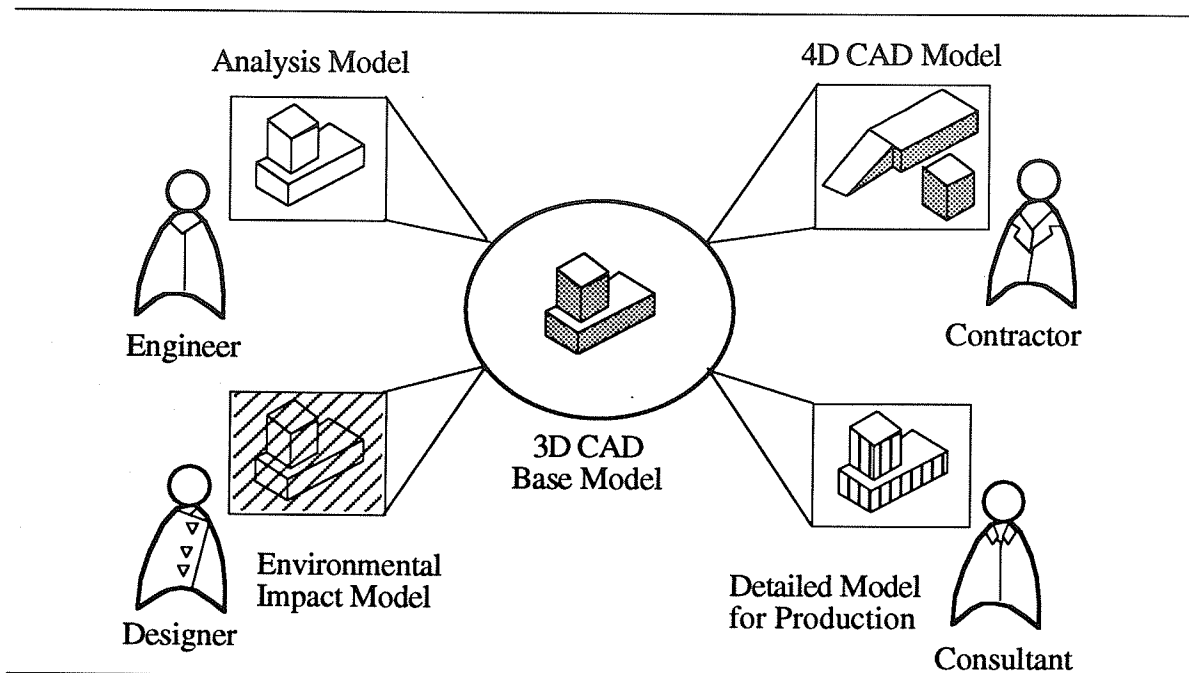 Analysis Model
4D CAD Model
Engineer
Contractor
3D CAD
Base Model
Environmental
Impact Model
Designer
Detailed Model
for Production
Consultant